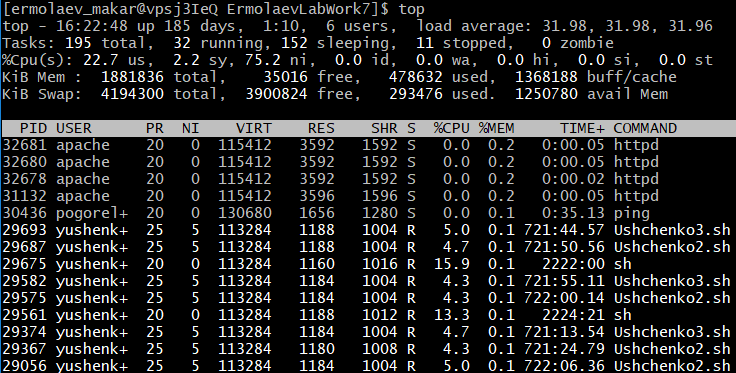 [ermolaev_makar@vpsj3IeQ ErmolaevLabWork7]$ top
top - 16:22:48 up 185 days,  1:10,  6 users,  load average: 31.98, 31.98, 31.96
Tasks: 195 total,  32 running, 152 sleeping,  11 stopped,   0 zombie
%Cpu(s): 22.7 us,  2.2 sy, 75.2 ni,  0.0 id,  0.0 wa,  0.0 hi,  0.0 si,  0.0 st
KiB Mem :  1881836 total,    35016 free,   478632 used,  1368188 buff/cache
KiB Swap:  4194300 total,  3900824 free,   293476 used.  1250780 avail Mem
PID USER      PR  NI    VIRT    RES    SHR S  %CPU %MEM     TIME+ COMMAND
32681 apache    20   0  115412   3592   1592 S   0.0  0.2   0:00.05 httpd
32680 apache    20   0  115412   3592   1592 S   0.0  0.2   0:00.05 httpd
32678 apache    20   0  115412   3592   1592 S   0.0  0.2   0:00.02 httpd
31132 apache    20   0  115412   3596   1596 S   0.0  0.2   0:00.05 httpd
30436 pogorel+  20   0  130680   1656   1280 S   0.0  0.1   0:35.13 ping
29693 yushenk+  25   5  113284   1188   1004 R   5.0  0.1 721:44.57 Ushchenko3.sh
29687 yushenk+  25   5  113284   1188   1004 R   4.7  0.1 721:50.56 Ushchenko2.sh
29675 yushenk+  20   0  113284   1160   1016 R  15.9  0.1   2222:00 sh
29582 yushenk+  25   5  113284   1184   1004 R   4.3  0.1 721:55.11 Ushchenko3.sh
29575 yushenk+  25   5  113284   1184   1004 R   4.3  0.1 722:00.14 Ushchenko2.sh
29561 yushenk+  20   0  113284   1188   1012 R  13.3  0.1   2224:21 sh
29374 yushenk+  25   5  113284   1184   1004 R   4.7  0.1 721:13.54 Ushchenko3.sh
29367 yushenk+  25   5  113284   1180   1008 R   4.3  0.1 721:24.79 Ushchenko2.sh
29056 yushenk+  25   5  113284   1184   1004 R   5.0  0.1 722:06.36 Ushchenko2.sh